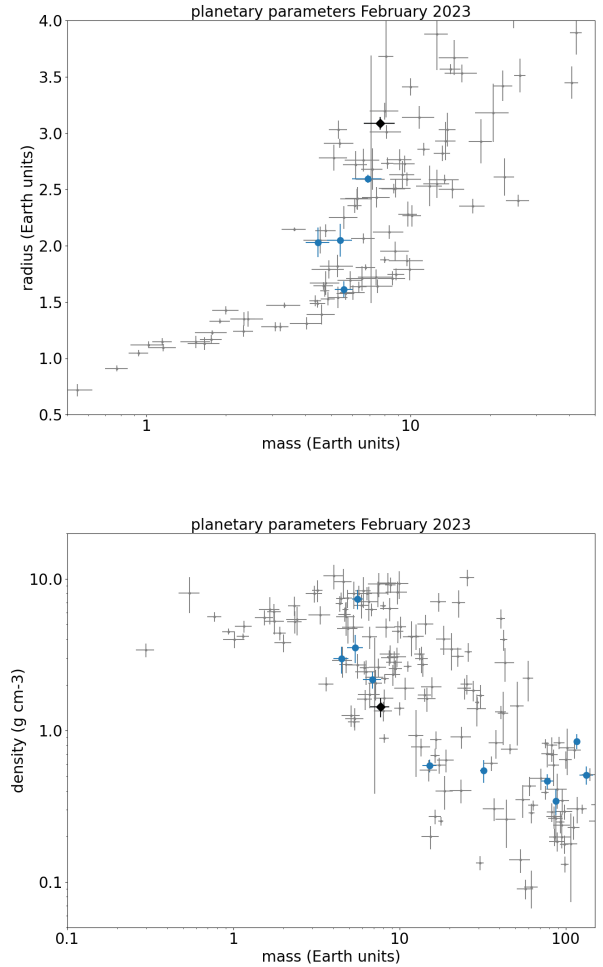 planetary parameters February 2023
4.0
3.5
3.0
2.5
2.0
1.5
1.0
0.5
radius (Earth units)
1
10
mass (Earth units)
planetary parameters February 2023
10.0
1.0
0.1
density (g cm-3)
0.1
1
10
100
mass (Earth units)